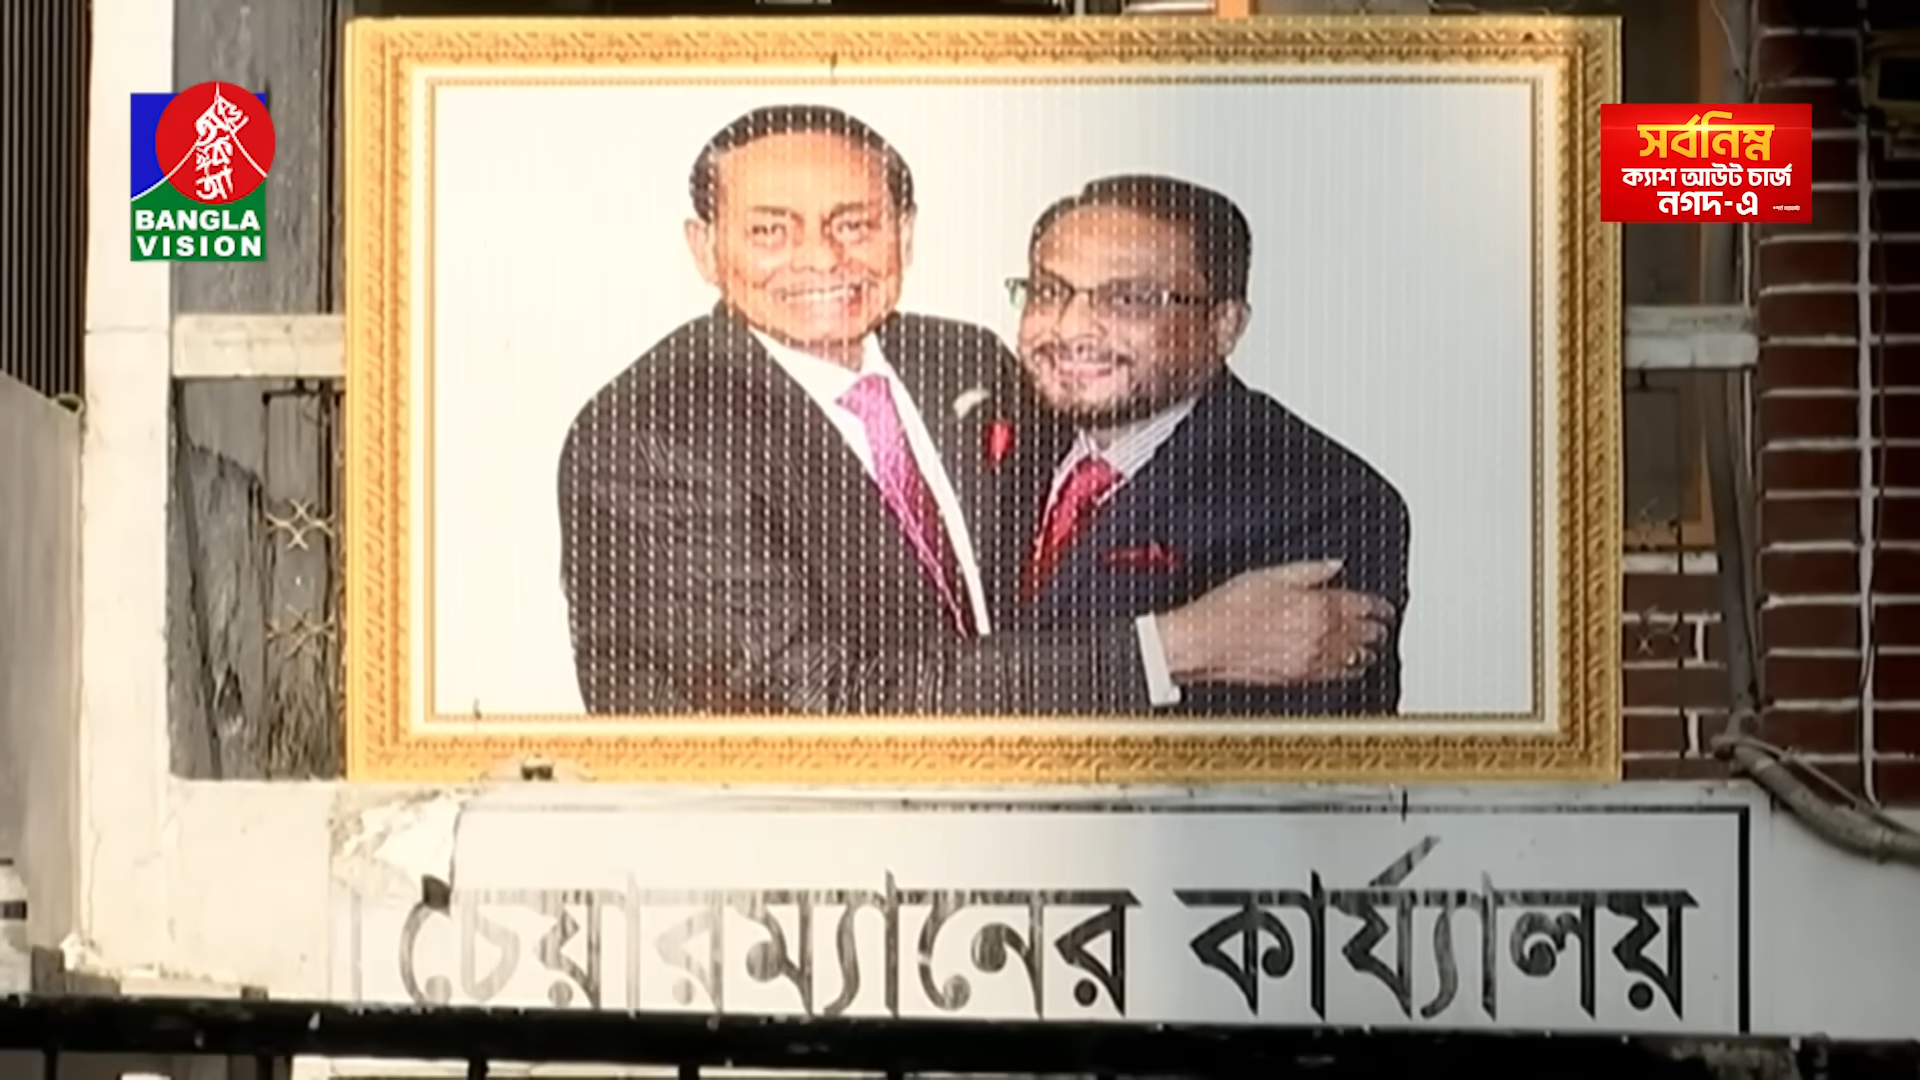 BANGLA
VISION
সর্বনিম্ন
ক্যাশ আউট চার্জ
নগদ-এ
চেয়ারম্যানের কার্য্যালয়